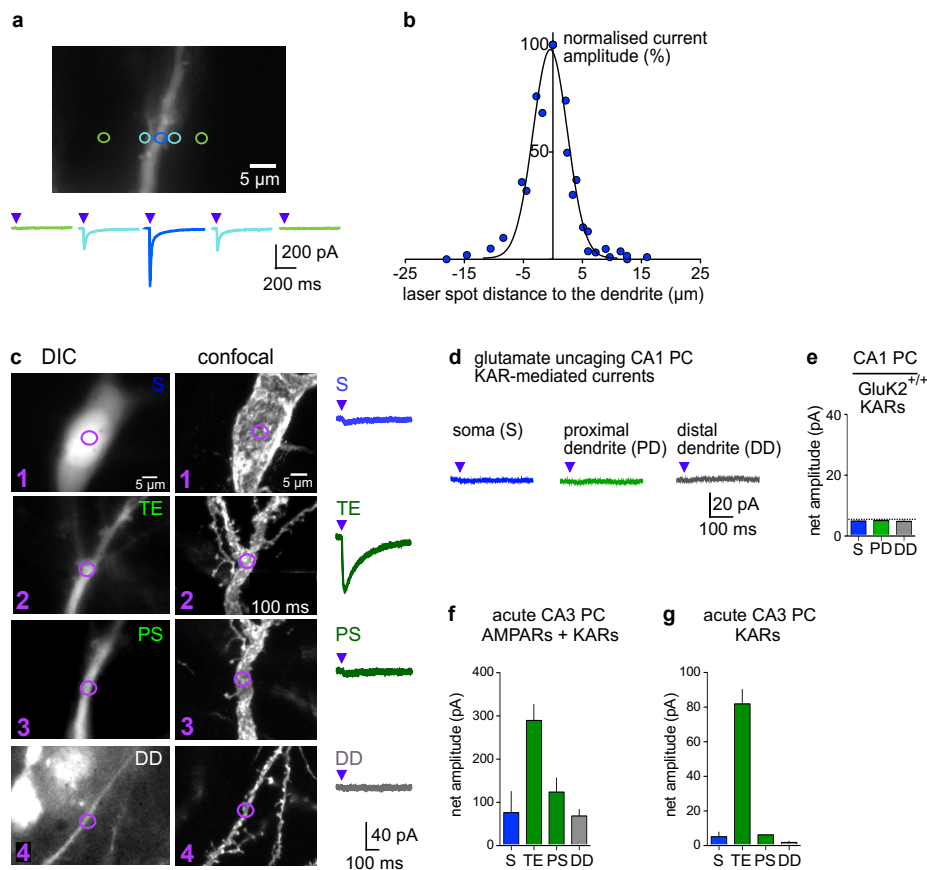 a
5 µm
200 pA
200 ms
b
normalised current
amplitude (%)
100
50
-25
-15
-5
5
15
25
laser spot distance to the dendrite (µm)
c
DIC
confocal
S
1
5 µm
1
5 µm
S
TE
2
2
100 ms
TE
PS
3
3
PS
DD
4
4
DD
40 pA
100 ms
d
glutamate uncaging CA1 PC
KAR-mediated currents
soma (S)
proximal
dendrite (PD)
distal
dendrite (DD)
20 pA
100 ms
e
CA1 PC
GluK2+/+
KARs
net amplitude (pA)
40
20
0
S PD DD
f
acute CA3 PC
AMPARs + KARs
net amplitude (pA)
400
300
200
100
0
S TE PS DD
g
acute CA3 PC
KARs
net amplitude (pA)
100
80
60
40
20
0
S TE PS DD